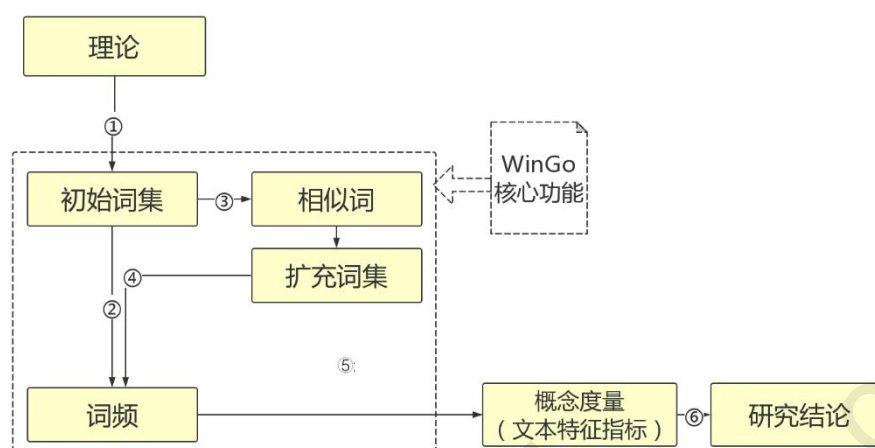 理论
①
WinGo
核心功能
初始词集
③
相似词
④
扩充词集
②
⑤:
词频
概念度量
（文本特征指标）
⑥
研究结论